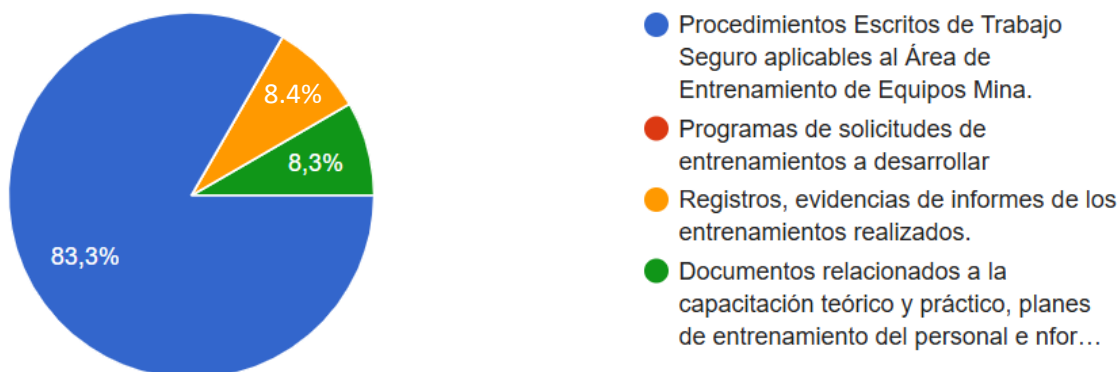 8.4%
8,3%
83,3%
Procedimientos Escritos de Trabajo
Seguro aplicables al Área de
Entrenamiento de Equipos Mina.
Programas de solicitudes de
entrenamientos a desarrollar
Registros, evidencias de informes de los
entrenamientos realizados.
Documentos relacionados a la
capacitación teórico y práctico, planes
de entrenamiento del personal e nfor…